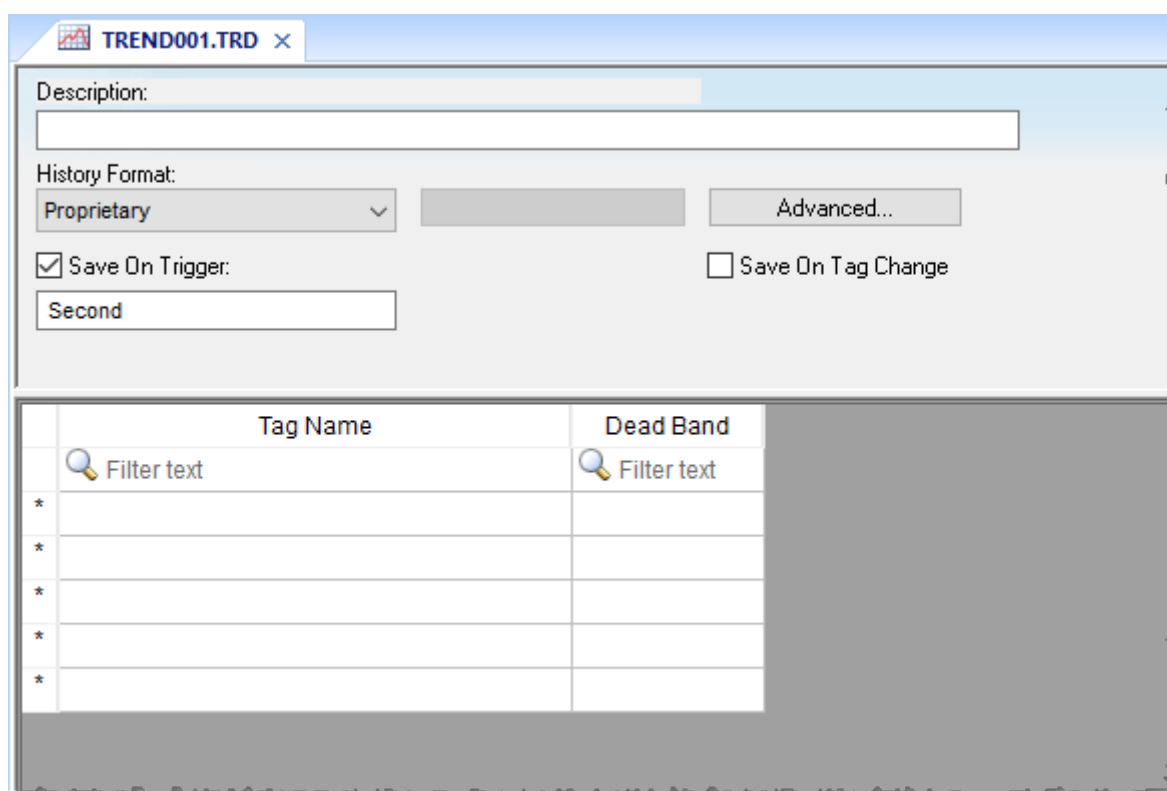 TREND001.TRD
Description:
History Format:
Proprietary Advanced...
Save On Trigger: Save On Tag Change
Second
Tag Name Dead Band
Filter text Filter text
*
*
*
*
*